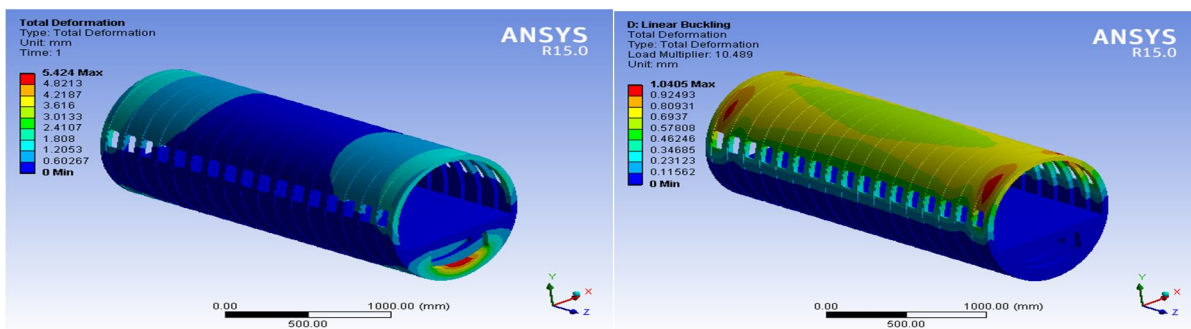 Total Deformation
Type: Total Deformation
Unit: mm
Time: 1
5.424 Max
4.8213
4.2187
3.616
3.0133
2.4107
1.808
1.2053
0.60267
0 Min
ANSYS
R15.0
0.00
1000.00 (mm)
500.00
Y
X
Z
D: Linear Buckling
Total Deformation
Type: Total Deformation
Load Multiplier: 10.489
Unit: mm
1.0405 Max
0.92493
0.80931
0.6937
0.57808
0.46246
0.34685
0.23123
0.11562
0 Min
ANSYS
R15.0
0.00
1000.00 (mm)
500.00
Y
X
Z